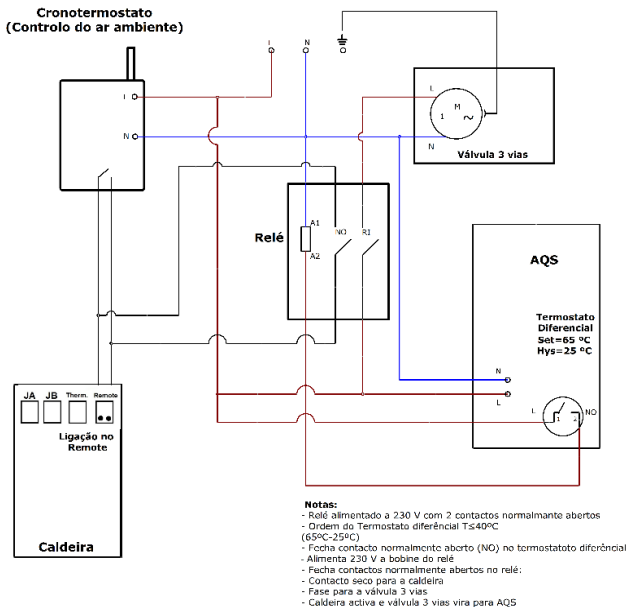 Cronotermostato
(Controlo do ar ambiente)
I
N
I
N
L
M
1
N
Válvula 3 vias
Relé
A1
A2
NO
R1
AQS
Termostato
Diferencial
Set=65 ºC
Hys=25 ºC
N
L
L
1
2
NO
JA
JB
Therm.
Remote
Ligação no
Remote
Caldeira
Notas:
- Relé alimentado a 230 V com 2 contactos normalmante abertos
- Ordem do Termostato diferêncial T≤40ºC
(65ºC-25ºC)
- Fecha contacto normalmente aberto (NO) no termostatoto diferêncial
- Alimenta 230 V a bobine do relé
- Fecha contactos normalmente abertos no relé:
- Contacto seco para a caldeira
- Fase para a válvula 3 vias
- Caldeira activa e válvula 3 vias vira para AQS